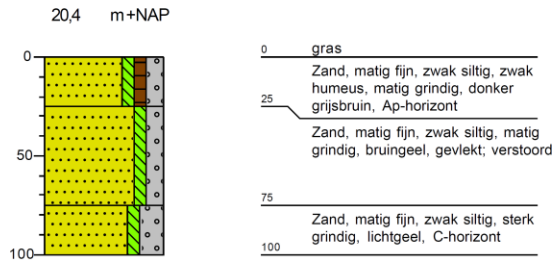 20,4 m+NAP
0
50
100
0 gras
Zand, matig fijn, zwak siltig, zwak
humeus, matig grindig, donker
grijsbruin, Ap-horizont
25
Zand, matig fijn, zwak siltig, matig
grindig, bruingeel, gevlekt; verstoord
75
Zand, matig fijn, zwak siltig, sterk
grindig, lichtgeel, C-horizont
100